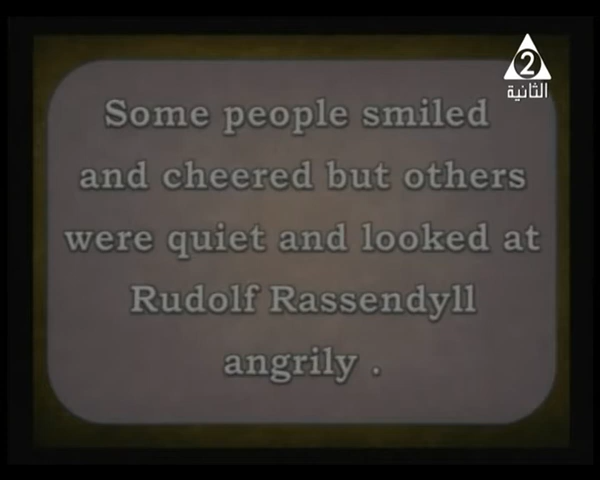 2
الثانية
Some people smiled
and cheered but others
were quiet and looked at
Rudolf Rassendyll
angrily .